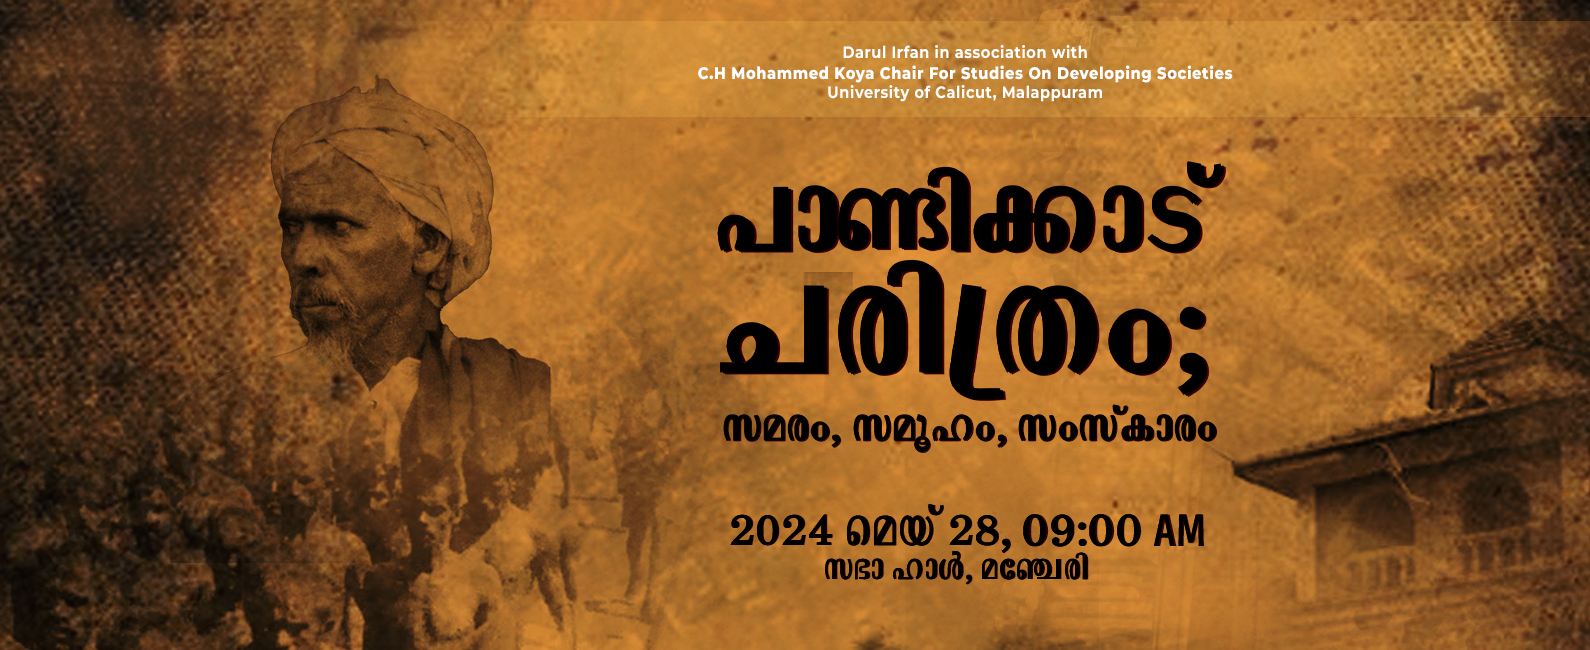 Darul Irfan in association with
C.H Mohammed Koya Chair For Studies On Developing Societies
University of Calicut, Malappuram
പാണ്ടിക്കാട്
ചരിത്രം;
സമരം, സമൂഹം, സംസ്കാരം
2024 മെയ് 28, 09:00 AM
സഭാ ഹാൾ, മഞ്ചേരി